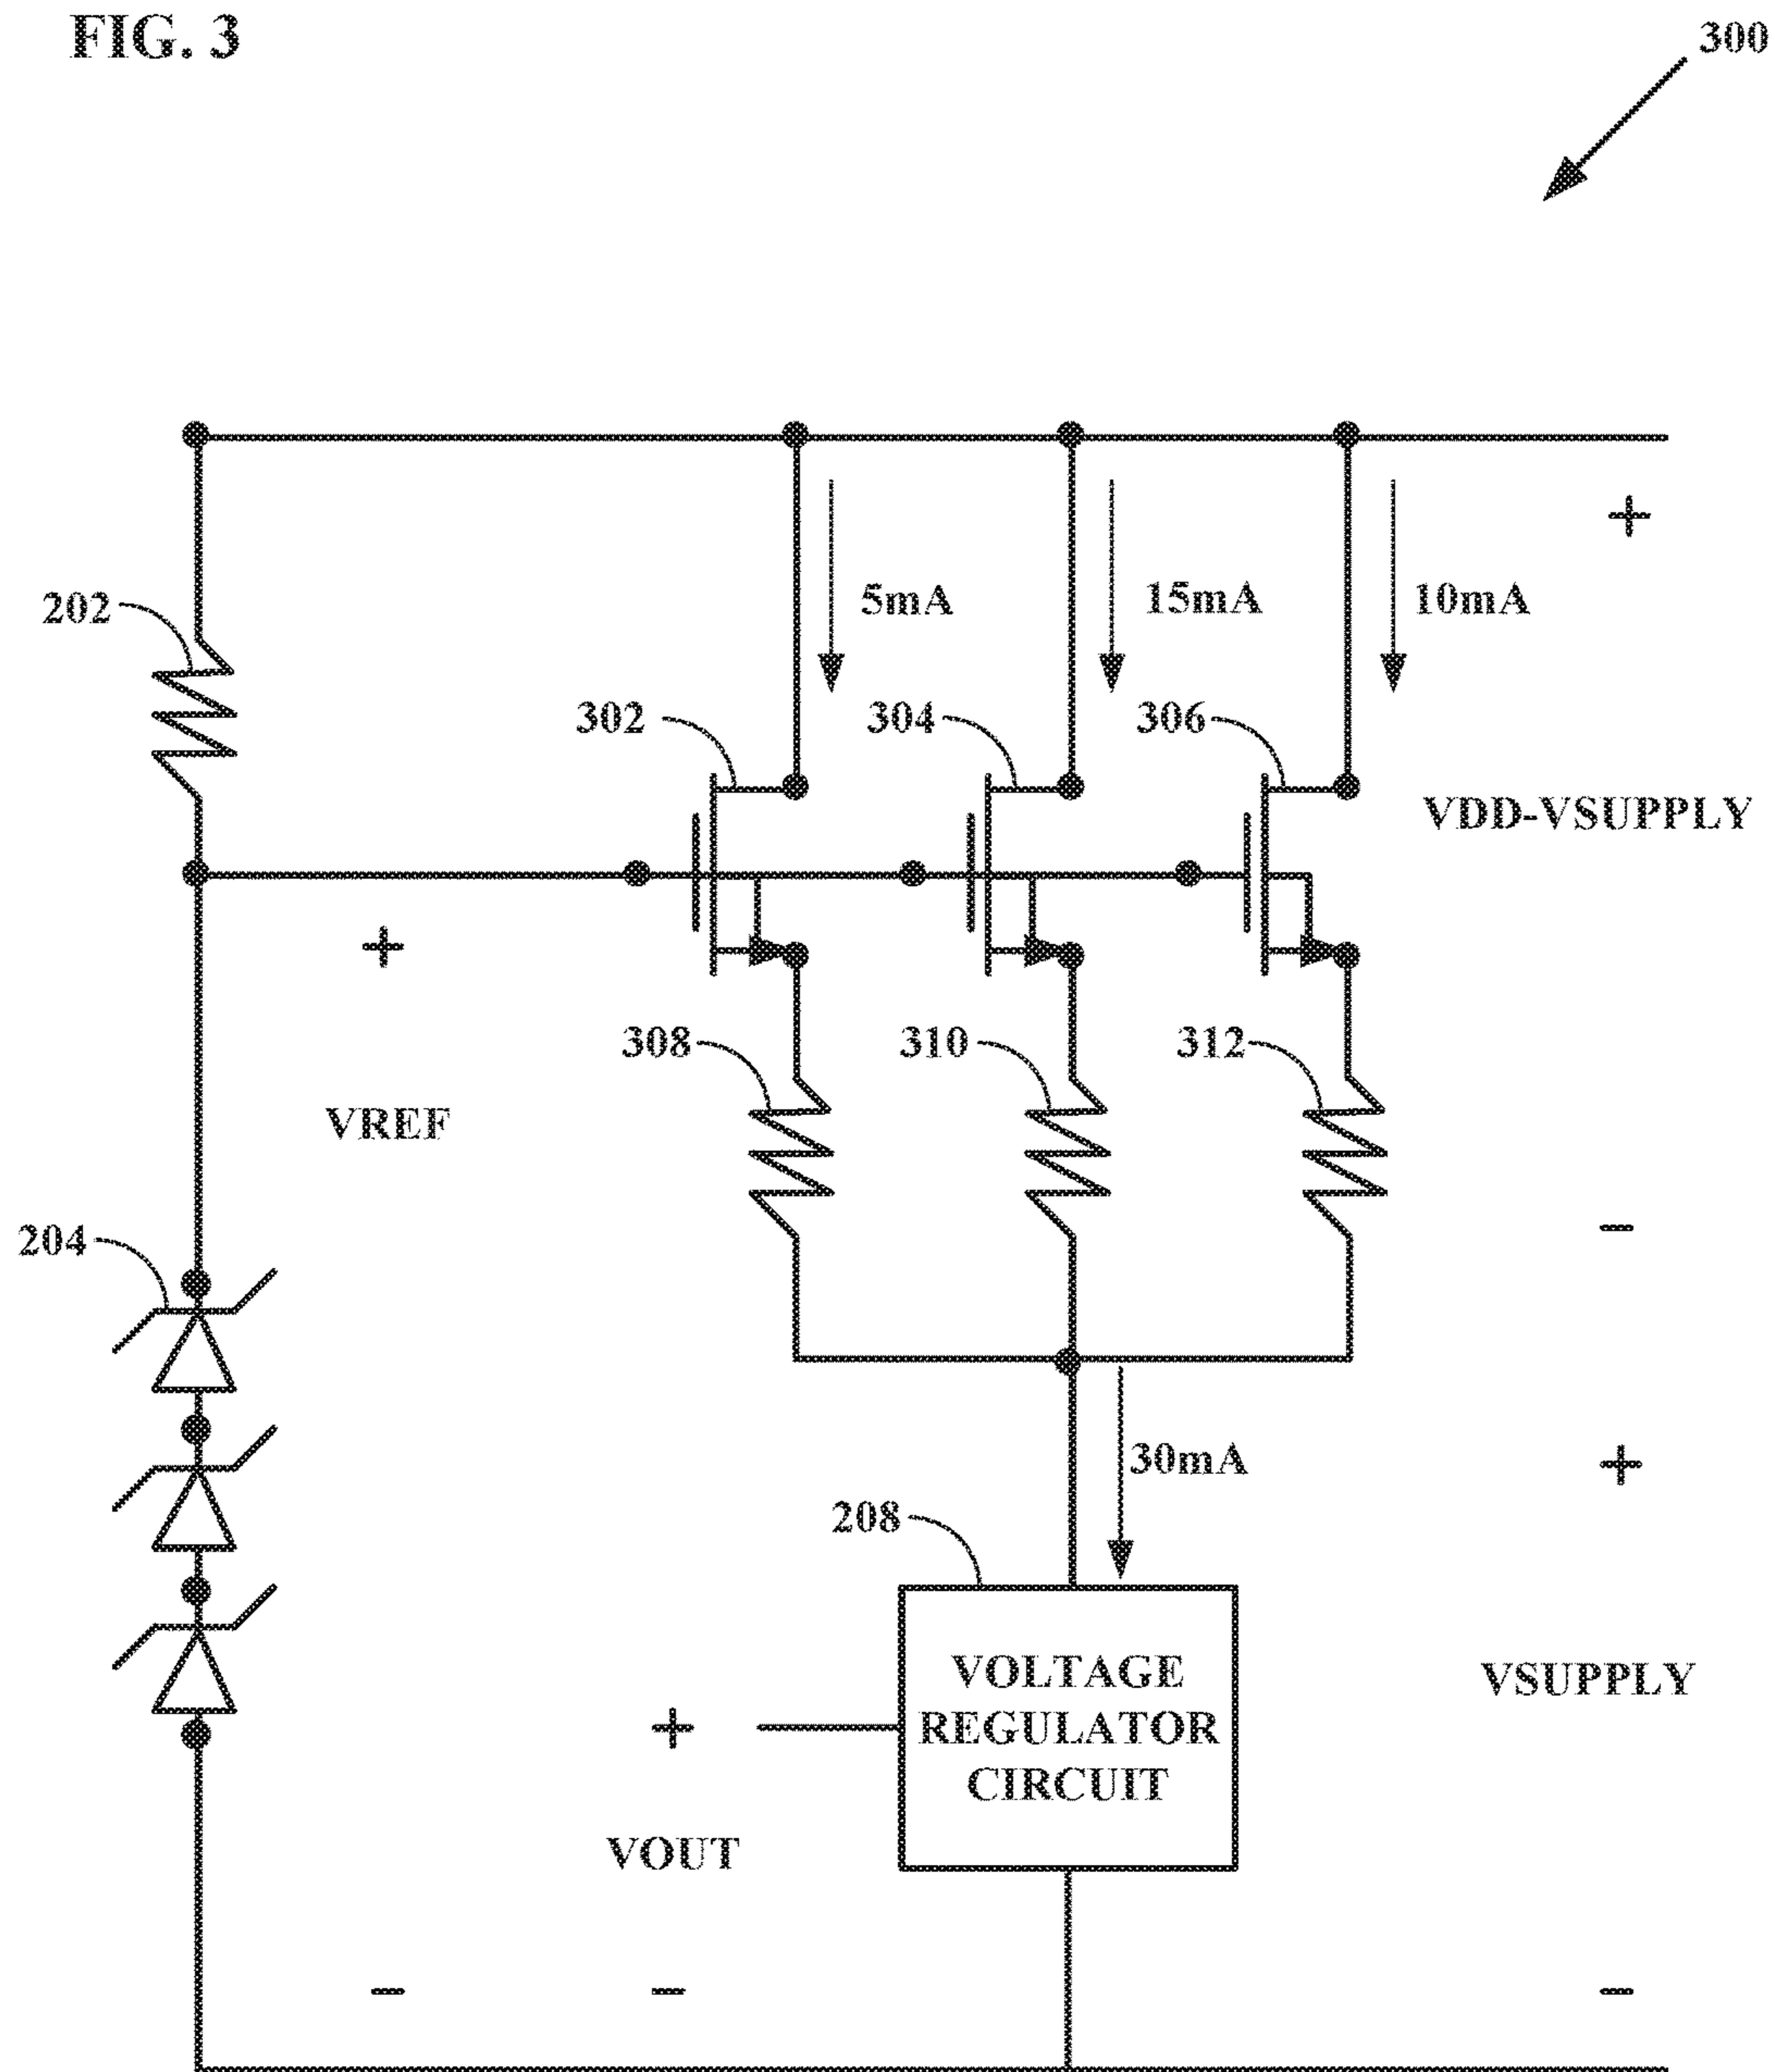 FIG. 3
300
202
5mA
15mA
10mA
302
304
306
VDD-VSUPPLY
+
+
308
310
312
VREF
-
204
30mA
+
208
VOLTAGE
REGULATOR
CIRCUIT
VSUPPLY
+
VOUT
-
-
-